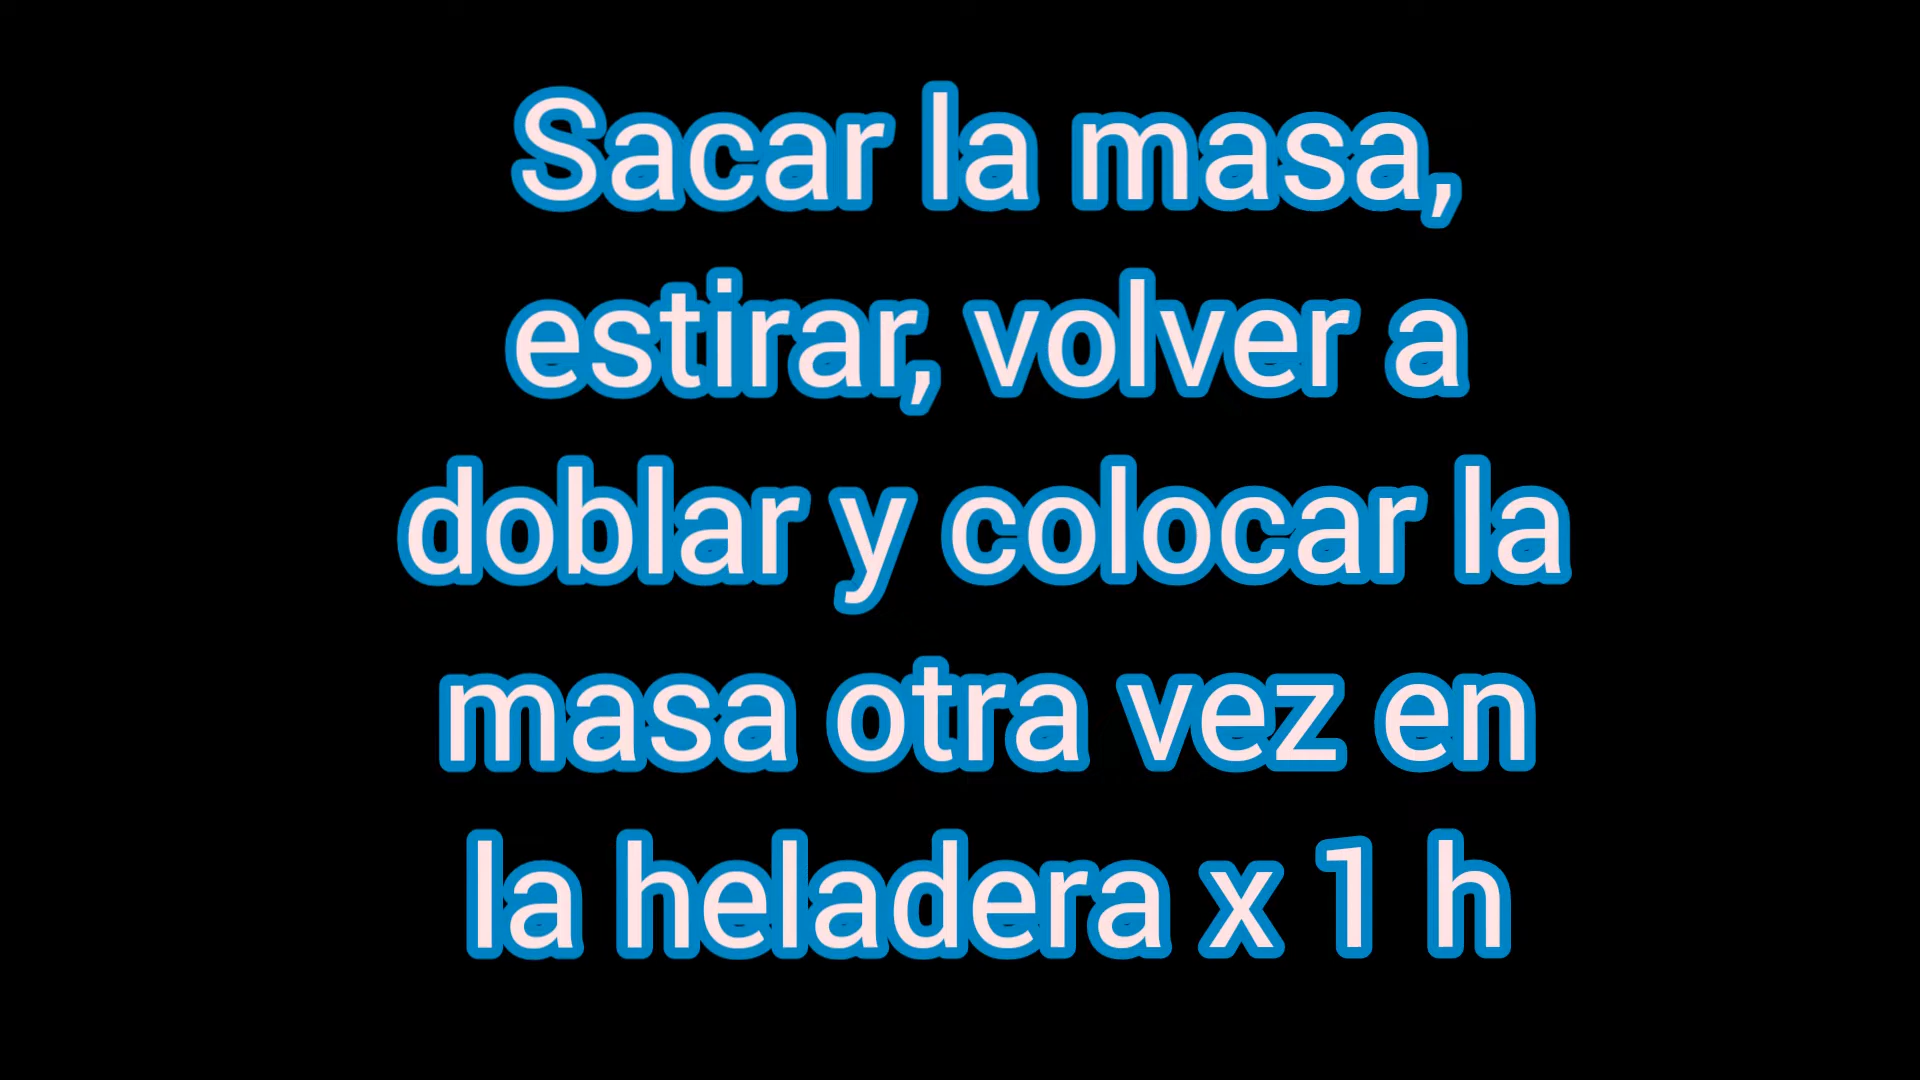 Sacar la masa,
estirar, volver a
doblar y colocar la
masa otra vez en
la heladera x 1 h